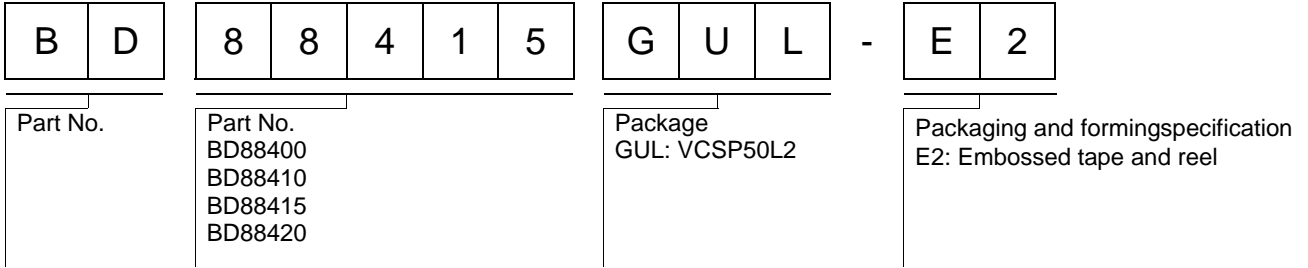 B D 8 8 4 1 5 G U L - E 2
Part No.
Part No.
BD88400
BD88410
BD88415
BD88420
Package
GUL: VCSP50L2
Packaging and formingspecification
E2: Embossed tape and reel